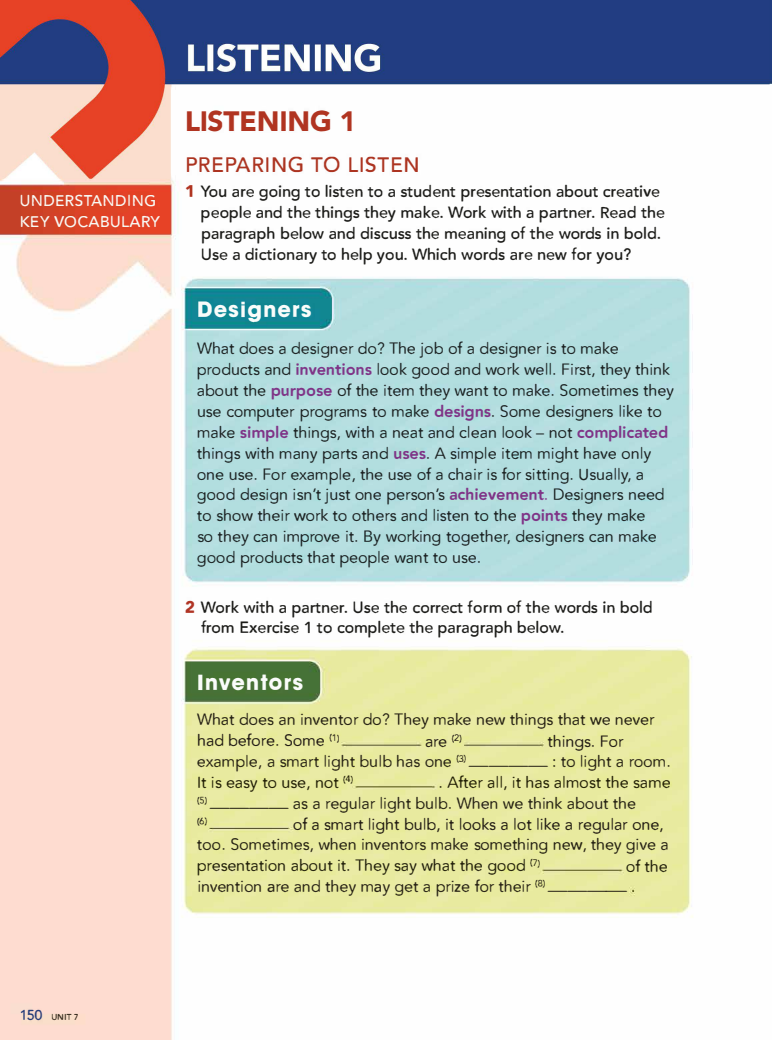 LISTENING
LISTENING 1
PREPARING TO LISTEN
UNDERSTANDING
KEY VOCABULARY
1 You are going to listen to a student presentation about creative
people and the things they make. Work with a partner. Read the
paragraph below and discuss the meaning of the words in bold.
Use a dictionary to help you. Which words are new for you?
Designers
What does a designer do? The job of a designer is to make
products and inventions look good and work well. First, they think
about the purpose of the item they want to make. Sometimes they
use computer programs to make designs. Some designers like to
make simple things, with a neat and clean look – not complicated
things with many parts and uses. A simple item might have only
one use. For example, the use of a chair is for sitting. Usually, a
good design isn't just one person's achievement. Designers need
to show their work to others and listen to the points they make
so they can improve it. By working together, designers can make
good products that people want to use.
2 Work with a partner. Use the correct form of the words in bold
from Exercise 1 to complete the paragraph below.
Inventors
What does an inventor do? They make new things that we never
had before. Some (1) __________ are (2) __________ things. For
example, a smart light bulb has one (3) __________ : to light a room.
It is easy to use, not (4) __________ . After all, it has almost the same
(5) __________ as a regular light bulb. When we think about the
(6) __________ of a smart light bulb, it looks a lot like a regular one,
too. Sometimes, when inventors make something new, they give a
presentation about it. They say what the good (7) __________ of the
invention are and they may get a prize for their (8) __________ .
150 UNIT 7